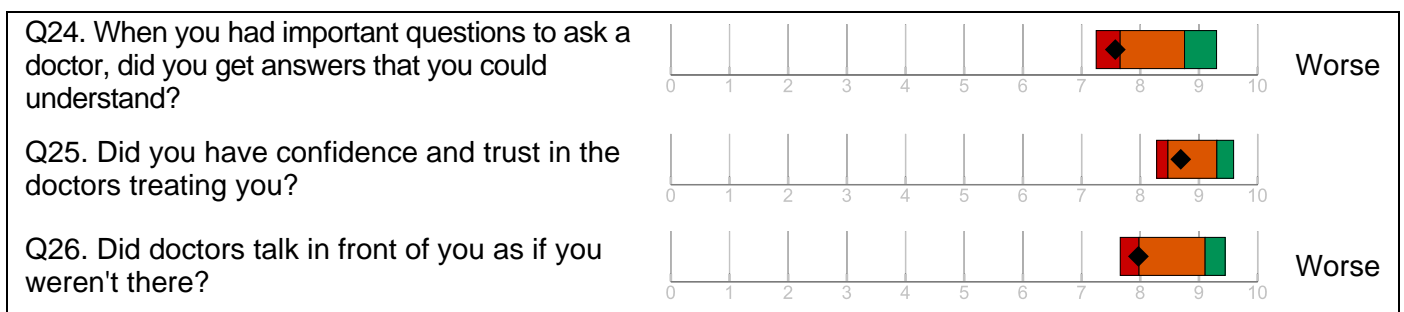 Q24. When you had important questions to ask a
doctor, did you get answers that you could
understand?
0 1 2 3 4 5 6 7 8 9 10
Worse
Q25. Did you have confidence and trust in the
doctors treating you?
0 1 2 3 4 5 6 7 8 9 10
Q26. Did doctors talk in front of you as if you
weren't there?
0 1 2 3 4 5 6 7 8 9 10
Worse